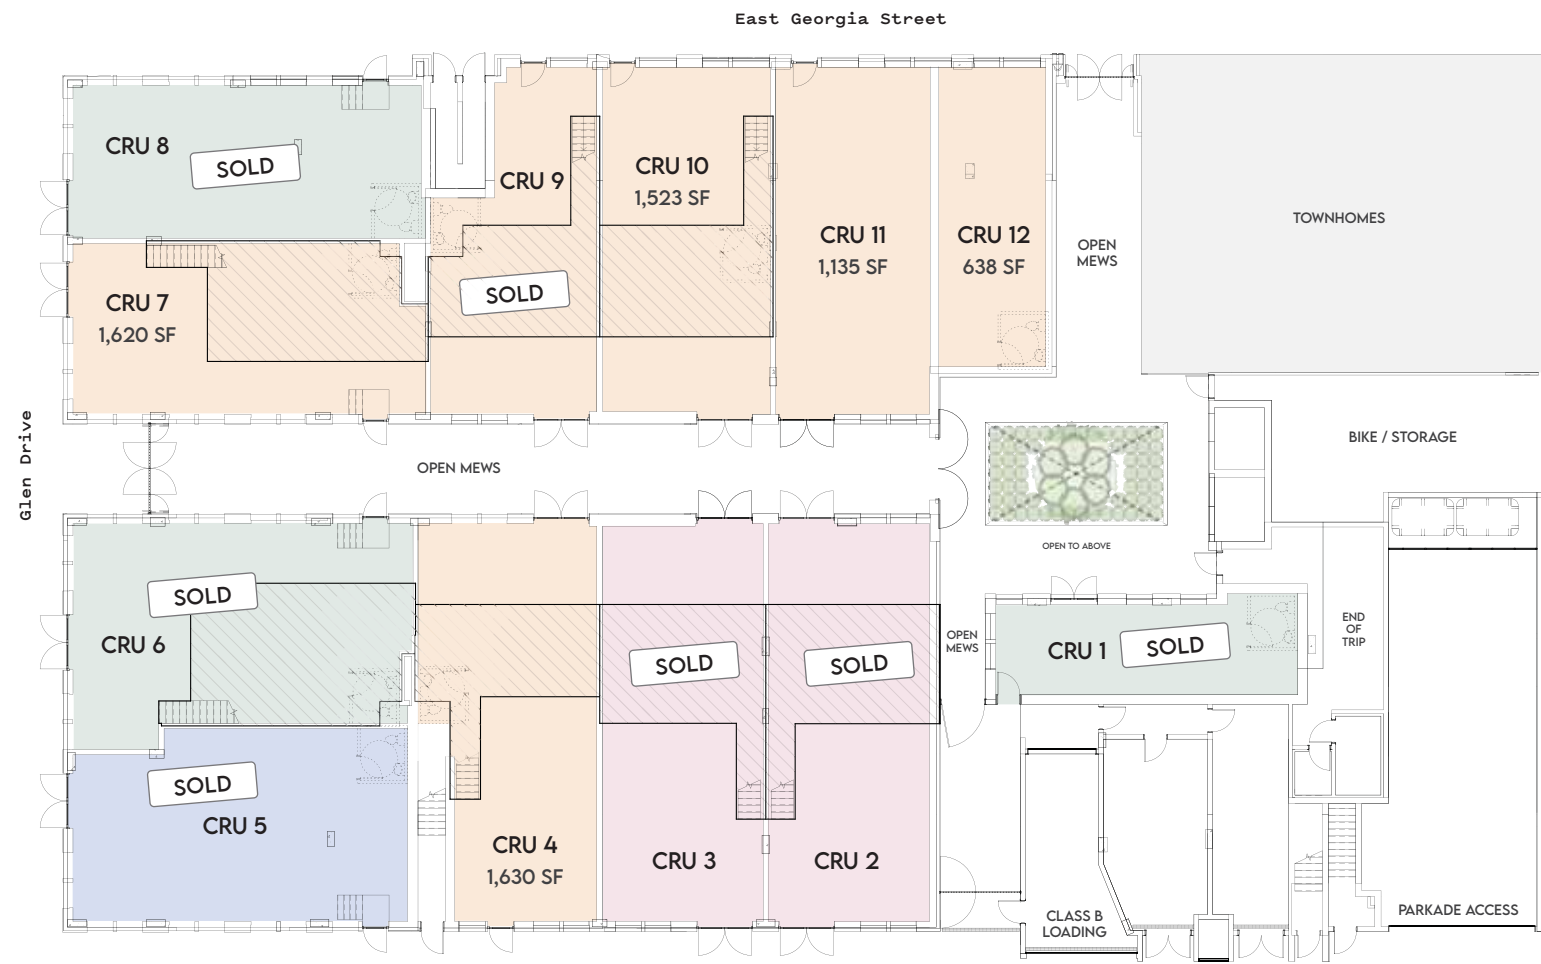 East Georgia Street
CRU 8
SOLD
CRU 9
CRU 10
1,523 SF
CRU 11
1,135 SF
CRU 12
638 SF
OPEN
MEWS
TOWNHOMES
CRU 7
1,620 SF
SOLD
Glen Drive
OPEN MEWS
BIKE / STORAGE
OPEN TO ABOVE
SOLD
CRU 6
SOLD
SOLD
OPEN
MEWS
CRU 1
SOLD
END
OF
TRIP
SOLD
CRU 5
CRU 4
1,630 SF
CRU 3
CRU 2
CLASS B
LOADING
PARKADE ACCESS